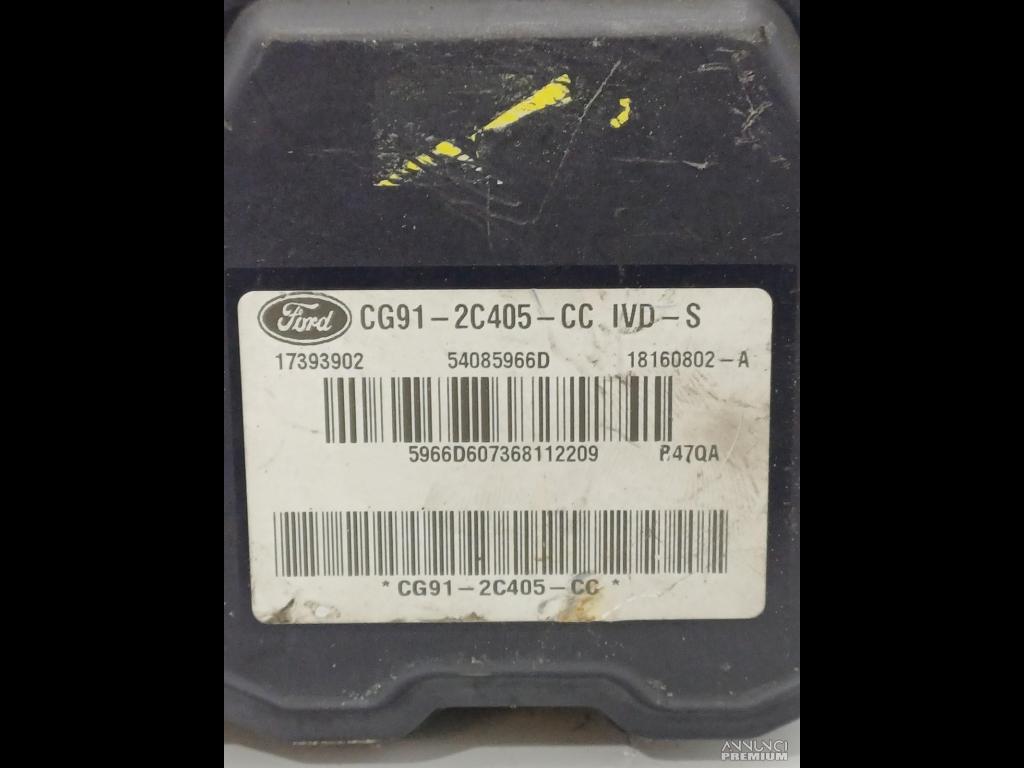 Ford CG91-2C405-CC IVD-S
17393902 54085966D 18160802-A
5966D607368112209 P47QA
*CG91-2C405-CC*
ANNUNCI
PREMIUM